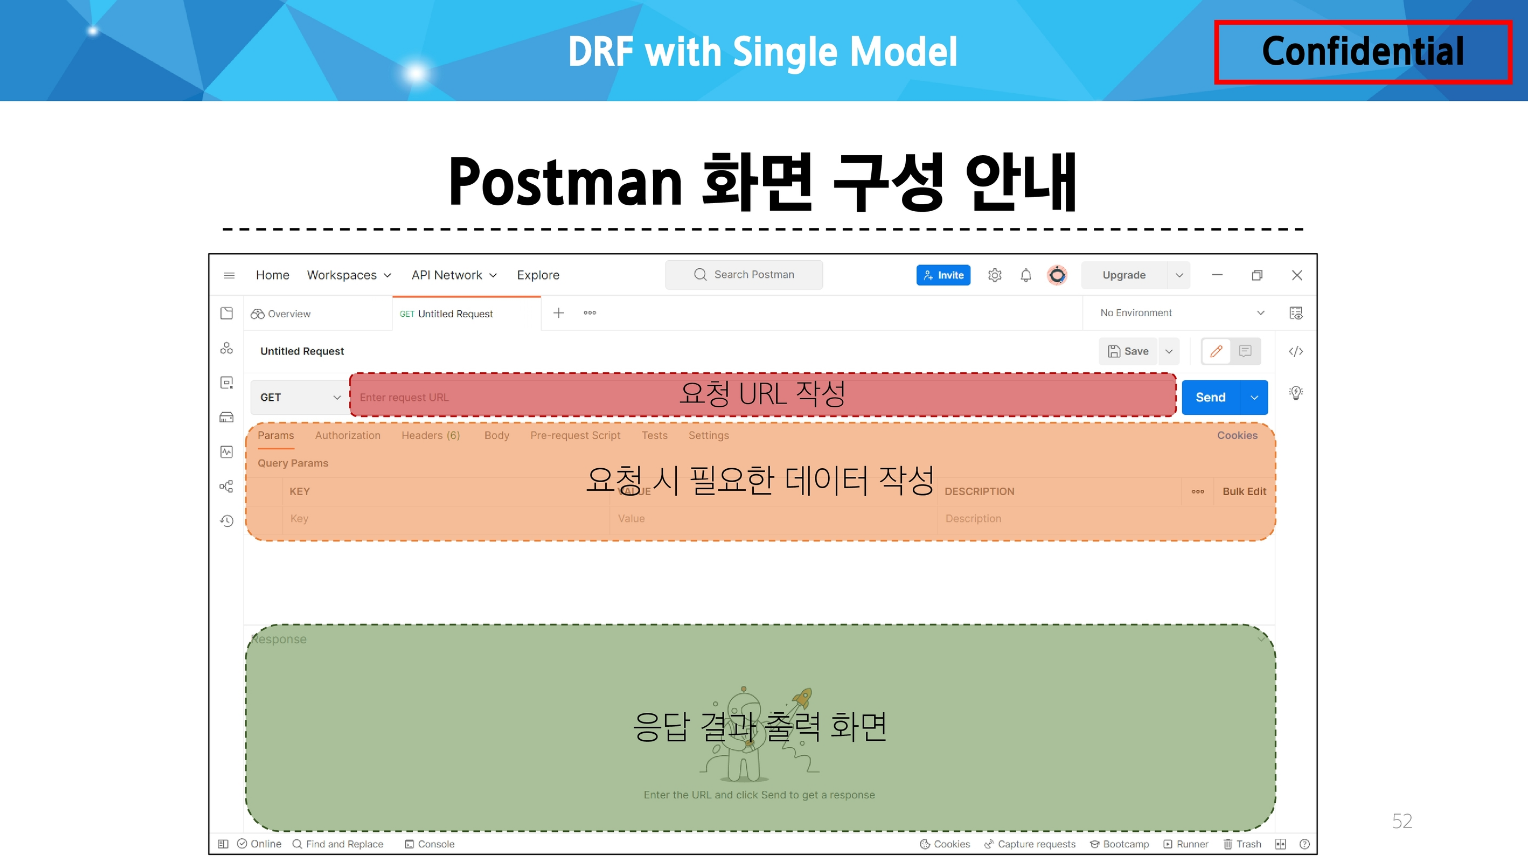 DRF with Single Model
Confidential
Postman 화면 구성 안내
Home Workspaces API Network Explore Search Postman Invite Upgrade
Overview GET Untitled Request No Environment
Untitled Request Save
GET Enter request URL 요청 URL 작성 Send
Params Authorization Headers (6) Body Pre-request Script Tests Settings Cookies
Query Params
요청 시 필요한 데이터 작성
KEY VALUE DESCRIPTION Bulk Edit
Key Value Description
Response
응답 결과 출력 화면
Enter the URL and click Send to get a response
52
Online Find and Replace Console Cookies Capture requests Bootcamp Runner Trash